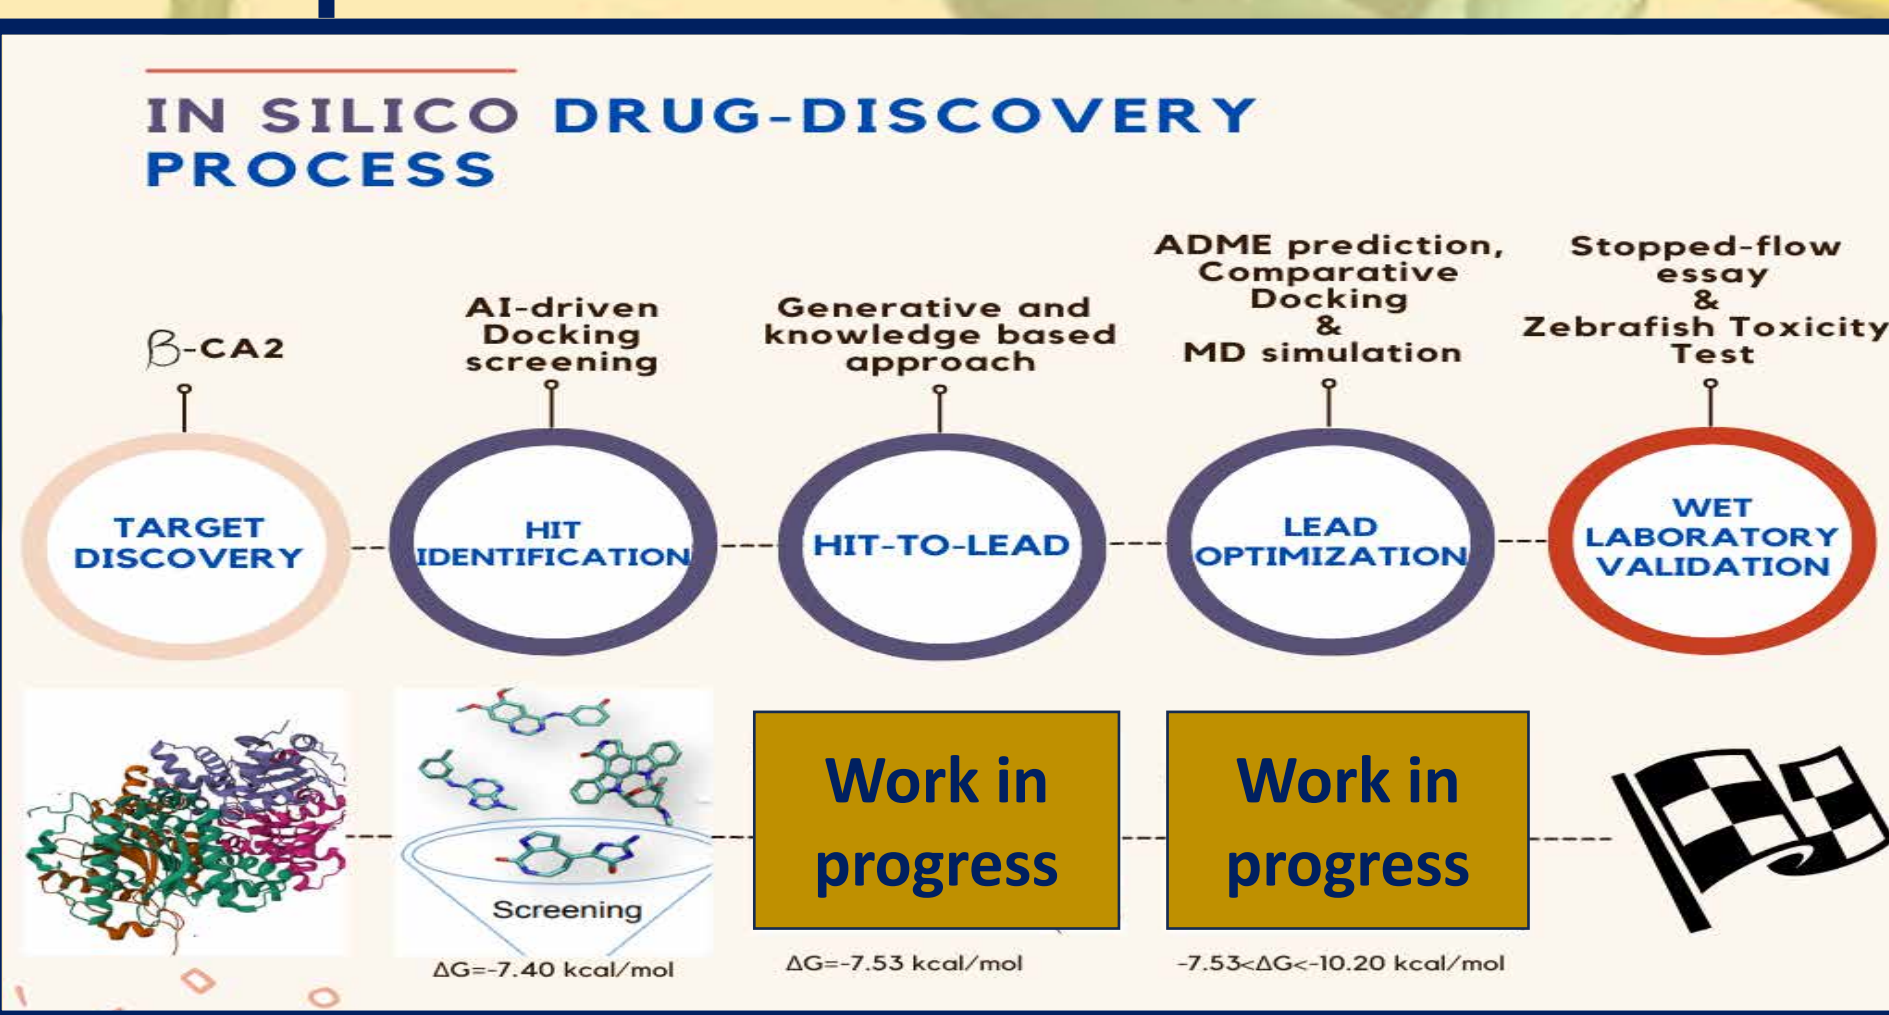 IN SILICO DRUG-DISCOVERY
PROCESS
β-CA2
AI-driven
Docking
screening
Generative and
knowledge based
approach
ADME prediction,
Comparative
Docking
&
MD simulation
Stopped-flow
essay
&
Zebrafish Toxicity
Test
TARGET
DISCOVERY
HIT
IDENTIFICATION
HIT-TO-LEAD
LEAD
OPTIMIZATION
WET
LABORATORY
VALIDATION
Screening
Work in
progress
Work in
progress
ΔG=-7.40 kcal/mol
ΔG=-7.53 kcal/mol
-7.53<ΔG<-10.20 kcal/mol